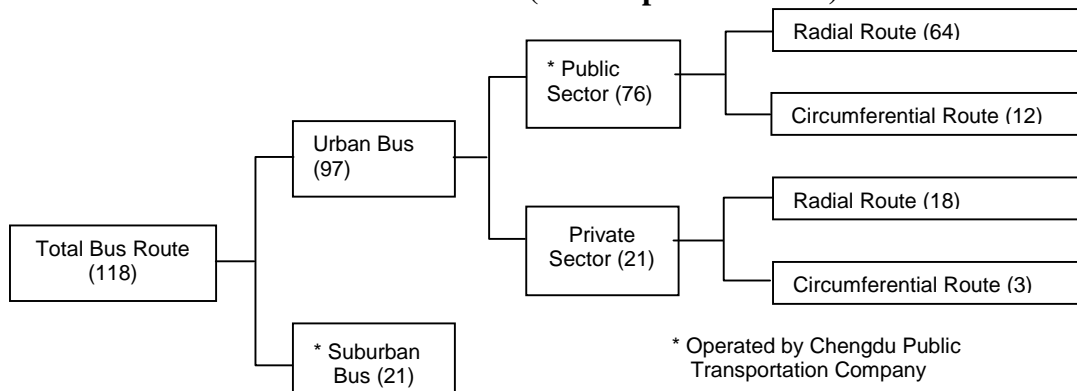 Radial Route (64)
* Public
Sector (76)
Circumferential Route (12)
Urban Bus
(97)
Radial Route (18)
Private
Sector (21)
Total Bus Route
(118)
Circumferential Route (3)
* Suburban
Bus (21)
* Operated by Chengdu Public
Transportation Company